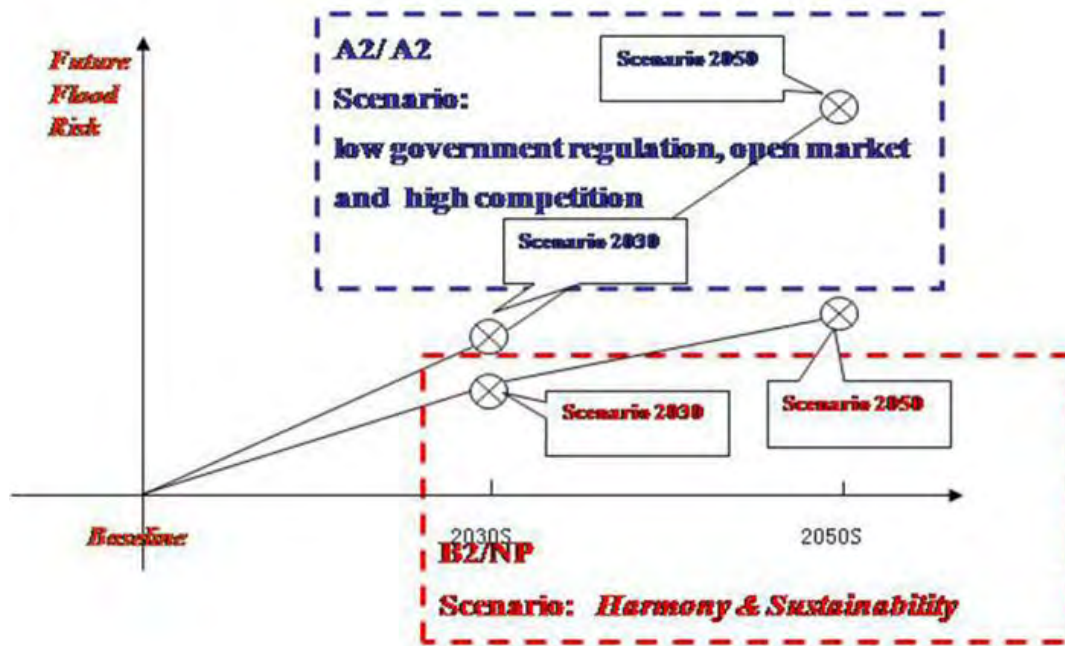 Future
Flood
Risk
A2/ A2
Scenario:
low government regulation, open market
and high competition
Scenario 2050
Scenario 2030
Scenario 2030
Scenario 2050
Baseline
2030S
2050S
B2/NP
Scenario: Harmony & Sustainability